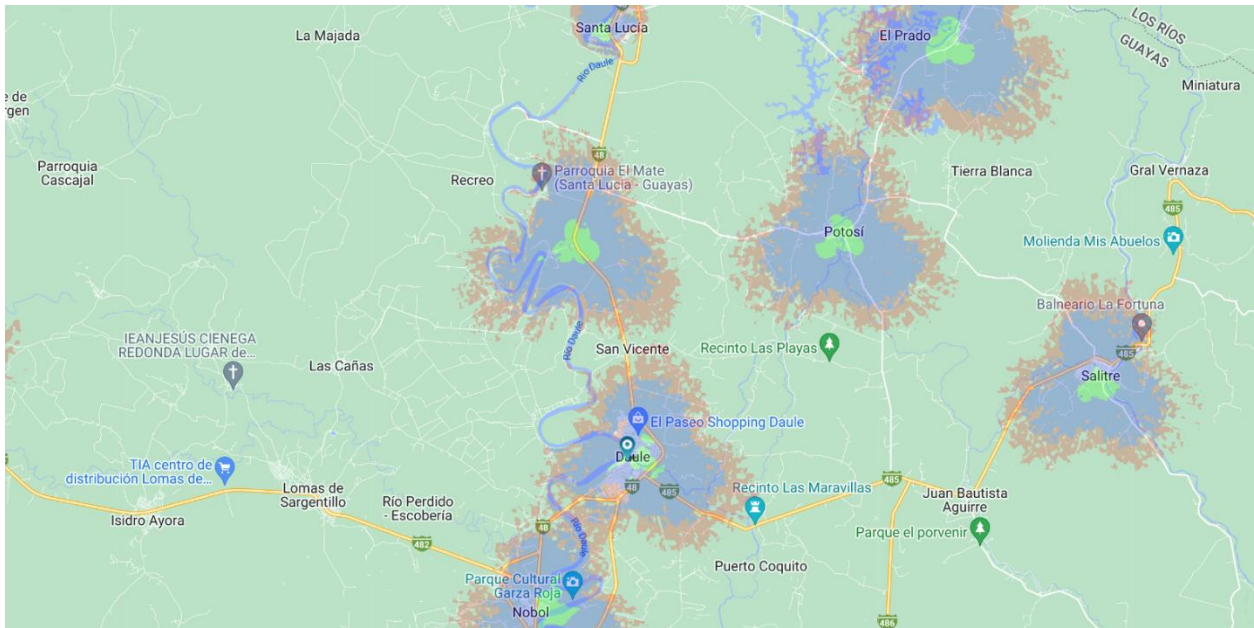 Santa Lucía
La Majada
El Prado
LOS RÍOS
GUAYAS
Río Daule
Miniatura
e de
rgen
48
Parroquia
Cascajal
Recreo
Parroquia El Mate
(Santa Lucia - Guayas)
Tierra Blanca
Gral Vernaza
485
Potosí
Molienda Mis Abuelos
Balneario La Fortuna
Río Daule
IEANJESÚS CIENEGA
REDONDA LUGAR de...
Las Cañas
San Vicente
Recinto Las Playas
485
Salitre
El Paseo Shopping Daule
Daule
TIA centro de
distribución Lomas de...
Lomas de
Sargentillo
Río Perdido
- Escobería
48
485
Recinto Las Maravillas
485
Juan Bautista
Aguirre
Isidro Ayora
48
482
Río Daule
Parque el porvenir
Puerto Coquito
Parque Cultural
Garza Roja
Nobol
486